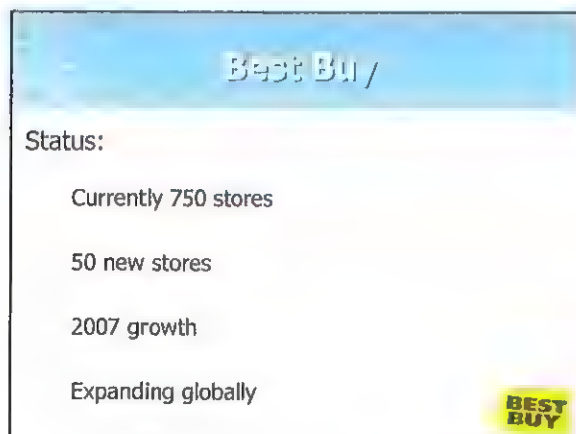 Best Buy
Status:
Currently 750 stores
50 new stores
2007 growth
Expanding globally
BEST
BUY